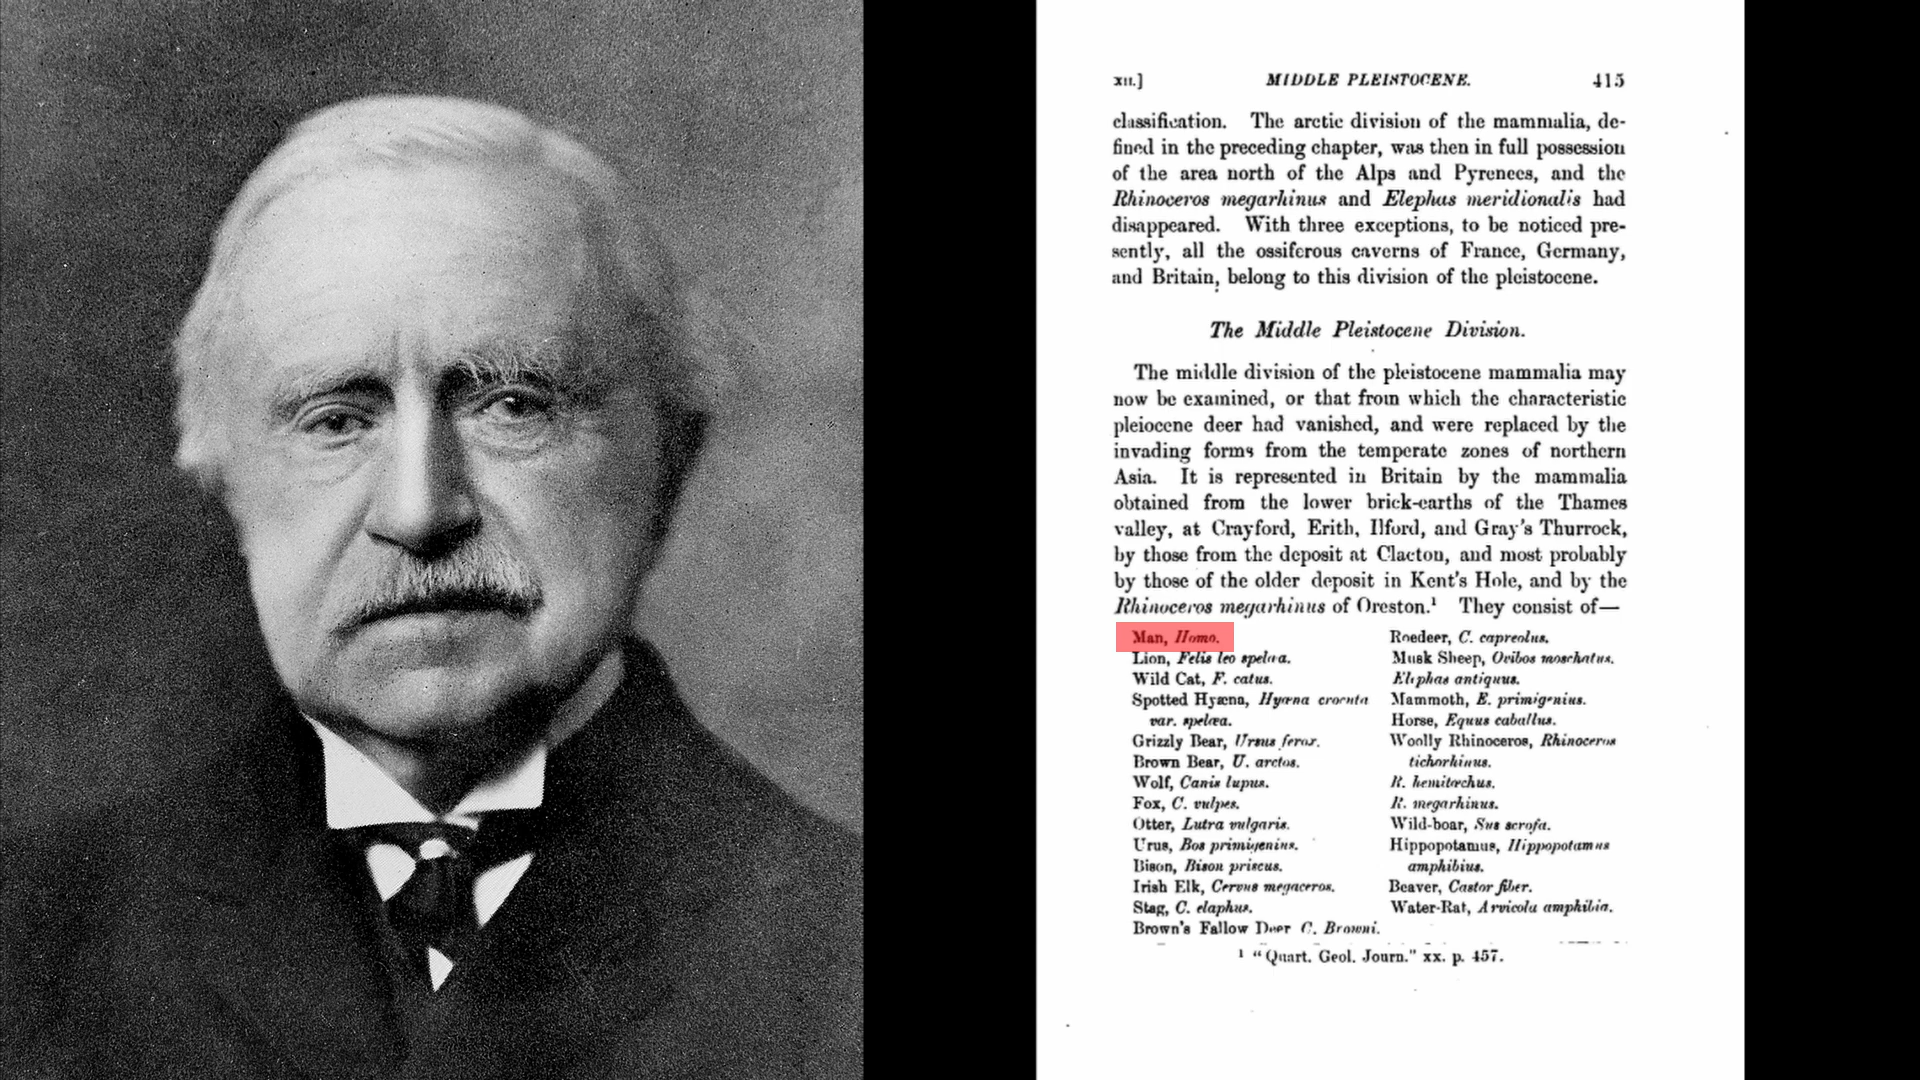 XII.] MIDDLE PLEISTOCENE. 415
classification. The arctic division of the mammalia, de-
fined in the preceding chapter, was then in full possession
of the area north of the Alps and Pyrenees, and the
Rhinoceros megarhinus and Elephas meridionalis had
disappeared. With three exceptions, to be noticed pre-
sently, all the ossiferous caverns of France, Germany,
and Britain, belong to this division of the pleistocene.
The Middle Pleistocene Division.
The middle division of the pleistocene mammalia may
now be examined, or that from which the characteristic
pleiocene deer had vanished, and were replaced by the
invading forms from the temperate zones of northern
Asia. It is represented in Britain by the mammalia
obtained from the lower brick-earths of the Thames
valley, at Crayford, Erith, Ilford, and Gray's Thurrock,
by those from the deposit at Clacton, and most probably
by those of the older deposit in Kent's Hole, and by the
Rhinoceros megarhinus of Oreston.¹ They consist of—
Man, Homo.
Lion, Felis leo spelæa.
Wild Cat, F. catus.
Spotted Hyæna, Hyæna crocuta
var. spelæa.
Grizzly Bear, Ursus ferox.
Brown Bear, U. arctos.
Wolf, Canis lupus.
Fox, C. vulpes.
Otter, Lutra vulgaris.
Urus, Bos primigenius.
Bison, Bison priscus.
Irish Elk, Cervus megaceros.
Stag, C. elaphus.
Brown's Fallow Deer C. Browni.
Roedeer, C. capreolus.
Musk Sheep, Ovibos moschatus.
Elephas antiquus.
Mammoth, E. primigenius.
Horse, Equus caballus.
Woolly Rhinoceros, Rhinoceros
tichorhinus.
R. hemitœchus.
R. megarhinus.
Wild-boar, Sus scrofa.
Hippopotamus, Hippopotamus
amphibius.
Beaver, Castor fiber.
Water-Rat, Arvicola amphibia.
¹ "Quart. Geol. Journ." xx. p. 457.